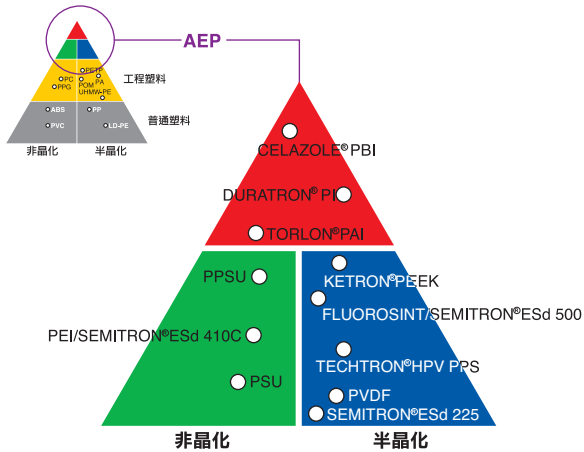 AEP
PETP
PC
PA
PPG
POM
UHMW-PE
工程塑料
ABS
PP
普通塑料
PVC
LD-PE
非晶化
半晶化
CELAZOLE® PBI
DURATRON® PI
TORLON®PAI
PPSU
KETRON®PEEK
FLUOROSINT/SEMITRON®ESd 500
PEI/SEMITRON®ESd 410C
TECHTRON®HPV PPS
PSU
PVDF
SEMITRON®ESd 225
非晶化
半晶化